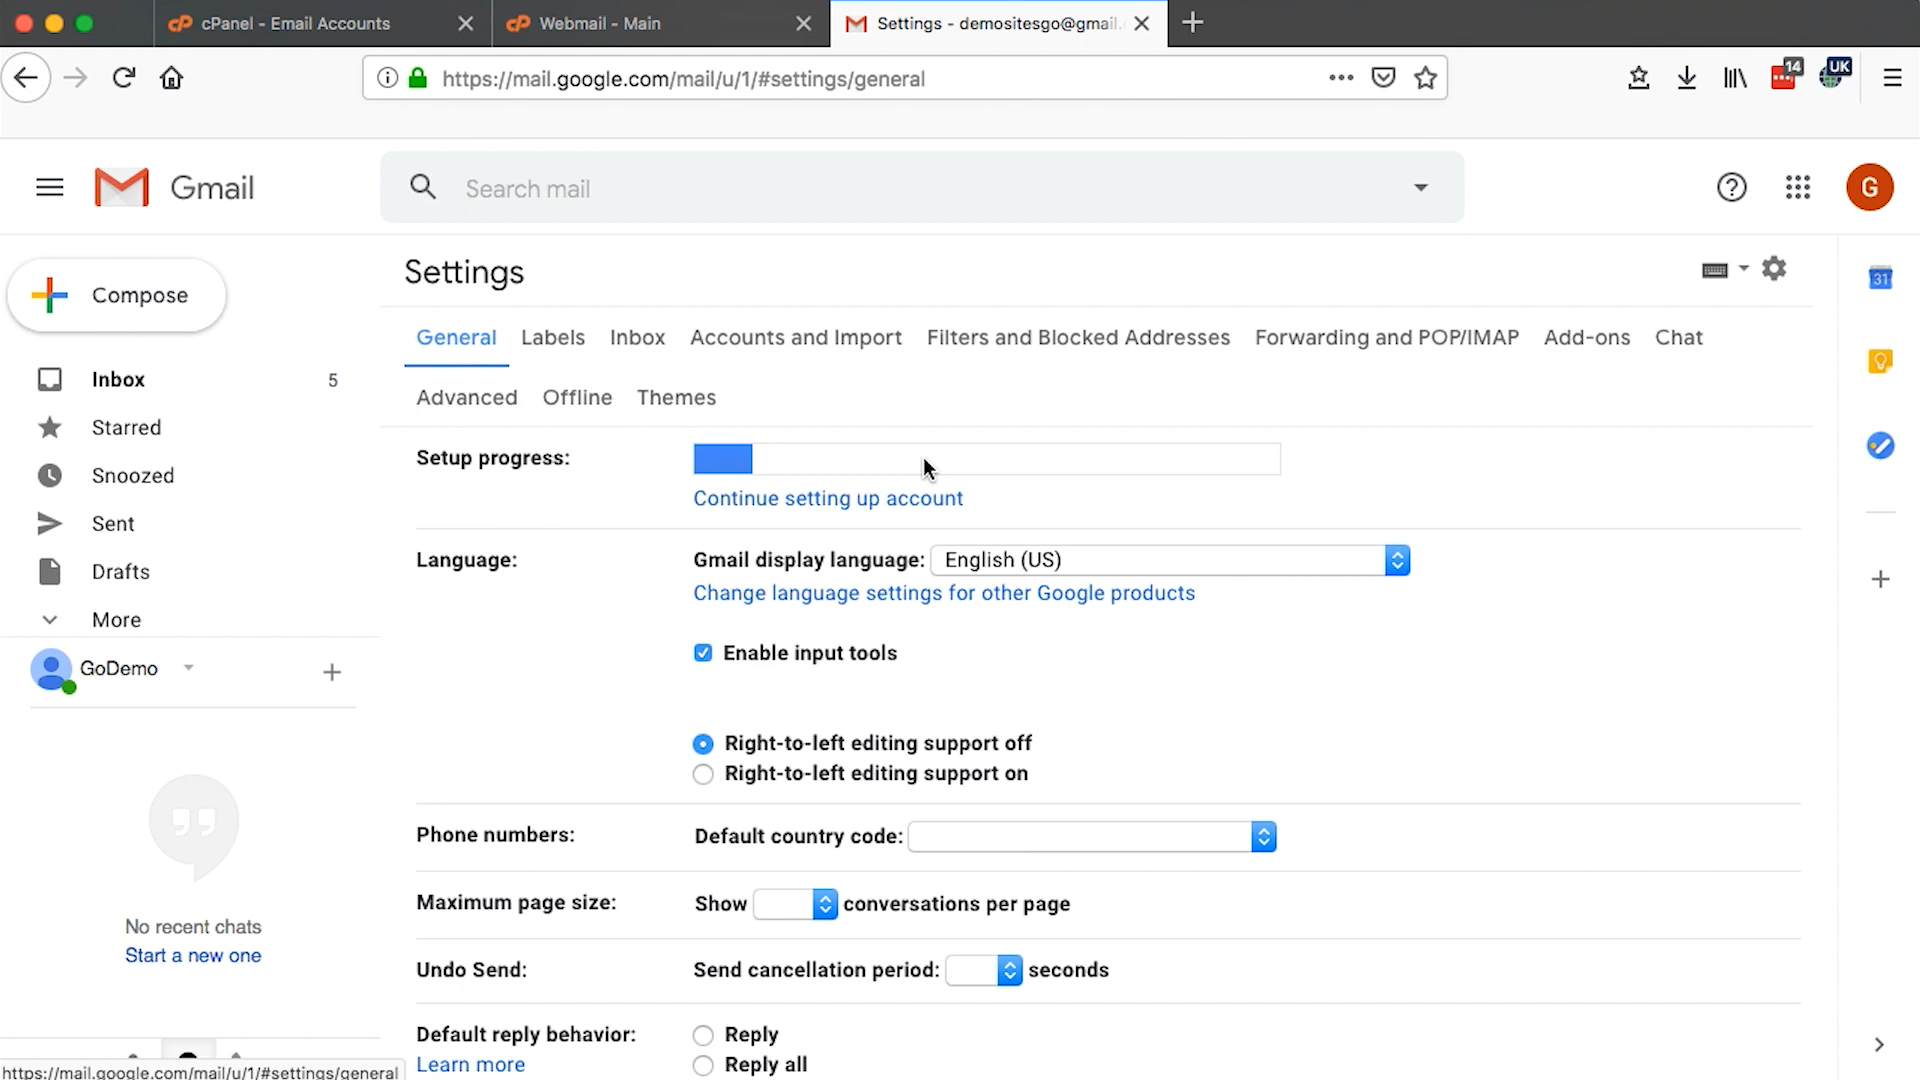 cPanel - Email Accounts
Webmail - Main
Settings - demositesgo@gmail.
https://mail.google.com/mail/u/1/#settings/general
14
UK
Gmail
Search mail
G
Compose
Settings
31
General Labels Inbox Accounts and Import Filters and Blocked Addresses Forwarding and POP/IMAP Add-ons Chat
Advanced Offline Themes
Inbox 5
Starred
Snoozed
Sent
Drafts
More
GoDemo
No recent chats
Start a new one
Setup progress:
Continue setting up account
Language:
Gmail display language: English (US)
Change language settings for other Google products
Enable input tools
Right-to-left editing support off
Right-to-left editing support on
Phone numbers:
Default country code:
Maximum page size:
Show conversations per page
Undo Send:
Send cancellation period: seconds
Default reply behavior:
Learn more
Reply
Reply all
https://mail.google.com/mail/u/1/#settings/general